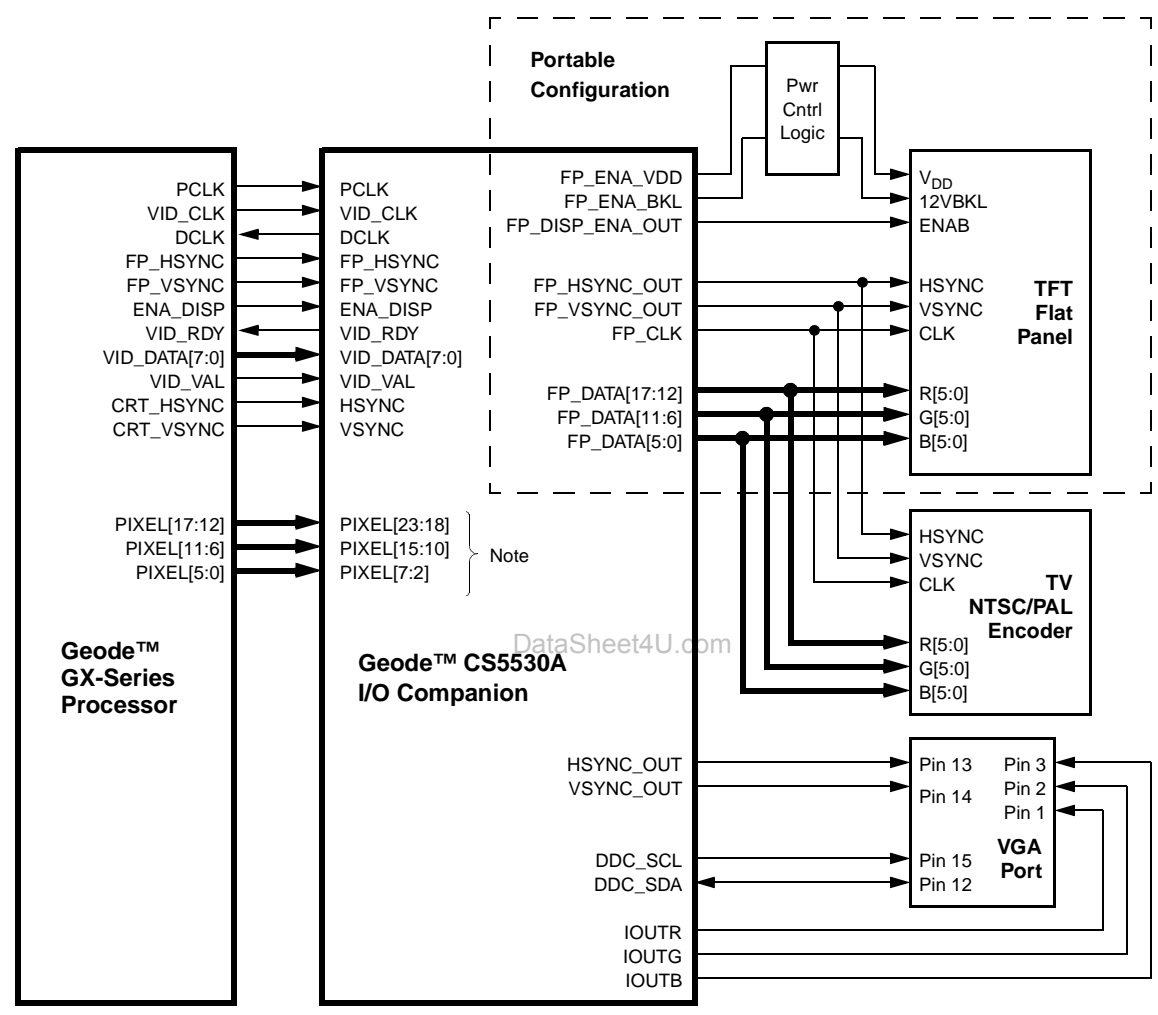 Portable
Configuration
Pwr
Cntrl
Logic
PCLK
VID_CLK
DCLK
FP_HSYNC
FP_VSYNC
ENA_DISP
VID_RDY
VID_DATA[7:0]
VID_VAL
CRT_HSYNC
CRT_VSYNC
PIXEL[17:12]
PIXEL[11:6]
PIXEL[5:0]
Geode™
GX-Series
Processor
PCLK
VID_CLK
DCLK
FP_HSYNC
FP_VSYNC
ENA_DISP
VID_RDY
VID_DATA[7:0]
VID_VAL
HSYNC
VSYNC
PIXEL[23:18]
PIXEL[15:10]
PIXEL[7:2]
Note
Geode™ CS5530A
I/O Companion
FP_ENA_VDD
FP_ENA_BKL
FP_DISP_ENA_OUT
FP_HSYNC_OUT
FP_VSYNC_OUT
FP_CLK
FP_DATA[17:12]
FP_DATA[11:6]
FP_DATA[5:0]
DataSheet4U.com
HSYNC_OUT
VSYNC_OUT
DDC_SCL
DDC_SDA
IOUTR
IOUTG
IOUTB
VDD
12VBKL
ENAB
HSYNC
VSYNC
CLK
R[5:0]
G[5:0]
B[5:0]
TFT
Flat
Panel
HSYNC
VSYNC
CLK
R[5:0]
G[5:0]
B[5:0]
TV
NTSC/PAL
Encoder
Pin 13
Pin 14
Pin 15
Pin 12
Pin 3
Pin 2
Pin 1
VGA
Port